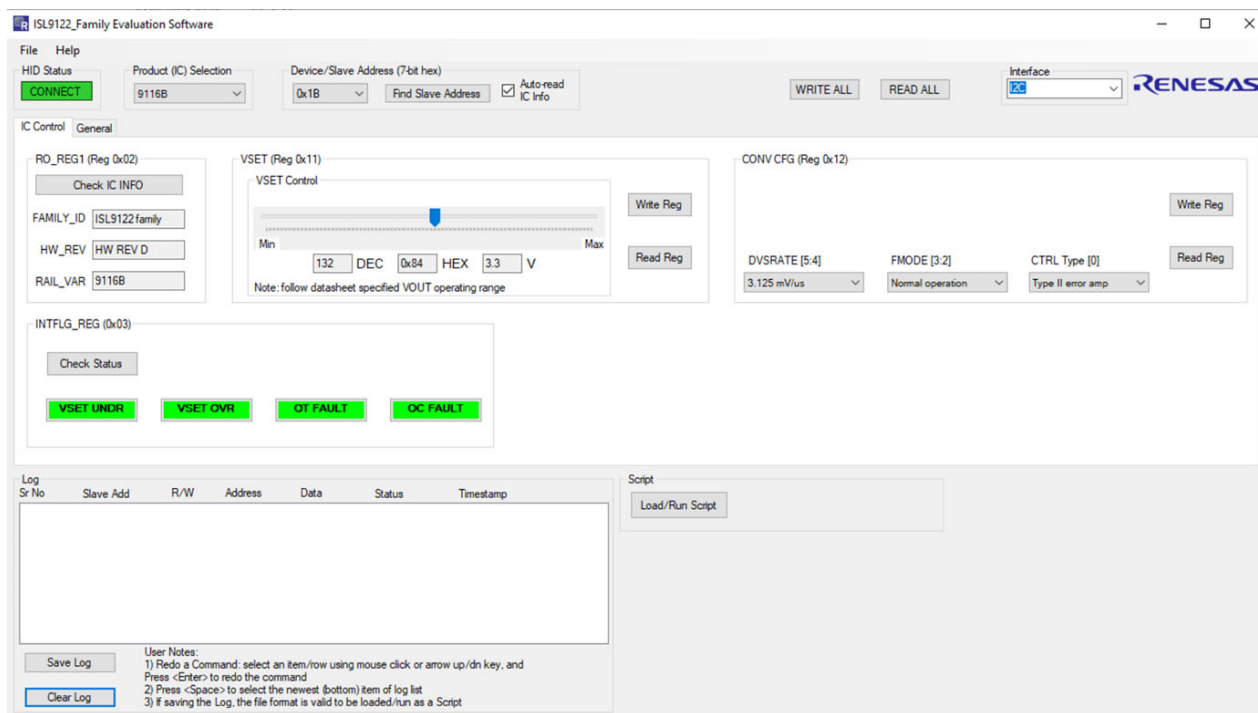 ISL9122_Family Evaluation Software
File Help
HID Status
CONNECT
Product (IC) Selection
9116B
Device/Slave Address (7-bit hex)
0x1B
Find Slave Address
Auto-read
IC Info
WRITE ALL
READ ALL
Interface
I2C
RENESAS
IC Control
General
RO_REG1 (Reg 0x02)
Check IC INFO
FAMILY_ID ISL9122 family
HW_REV HW REV D
RAIL_VAR 9116B
VSET (Reg 0x11)
VSET Control
Min Max
132 DEC 0x84 HEX 3.3 V
Note: follow datasheet specified VOUT operating range
Write Reg
Read Reg
CONV CFG (Reg 0x12)
Write Reg
Read Reg
DVSRATE [5:4] FMODE [3:2] CTRL Type [0]
3.125 mV/us Normal operation Type II error amp
INTFLG_REG (0x03)
Check Status
VSET UNDR VSET OVR OT FAULT OC FAULT
Log
Sr No Slave Add R/W Address Data Status Timestamp
Script
Load/Run Script
Save Log
Clear Log
User Notes:
1) Redo a Command: select an item/row using mouse click or arrow up/dn key, and
Press <Enter> to redo the command
2) Press <Space> to select the newest (bottom) item of log list
3) If saving the Log, the file format is valid to be loaded/run as a Script